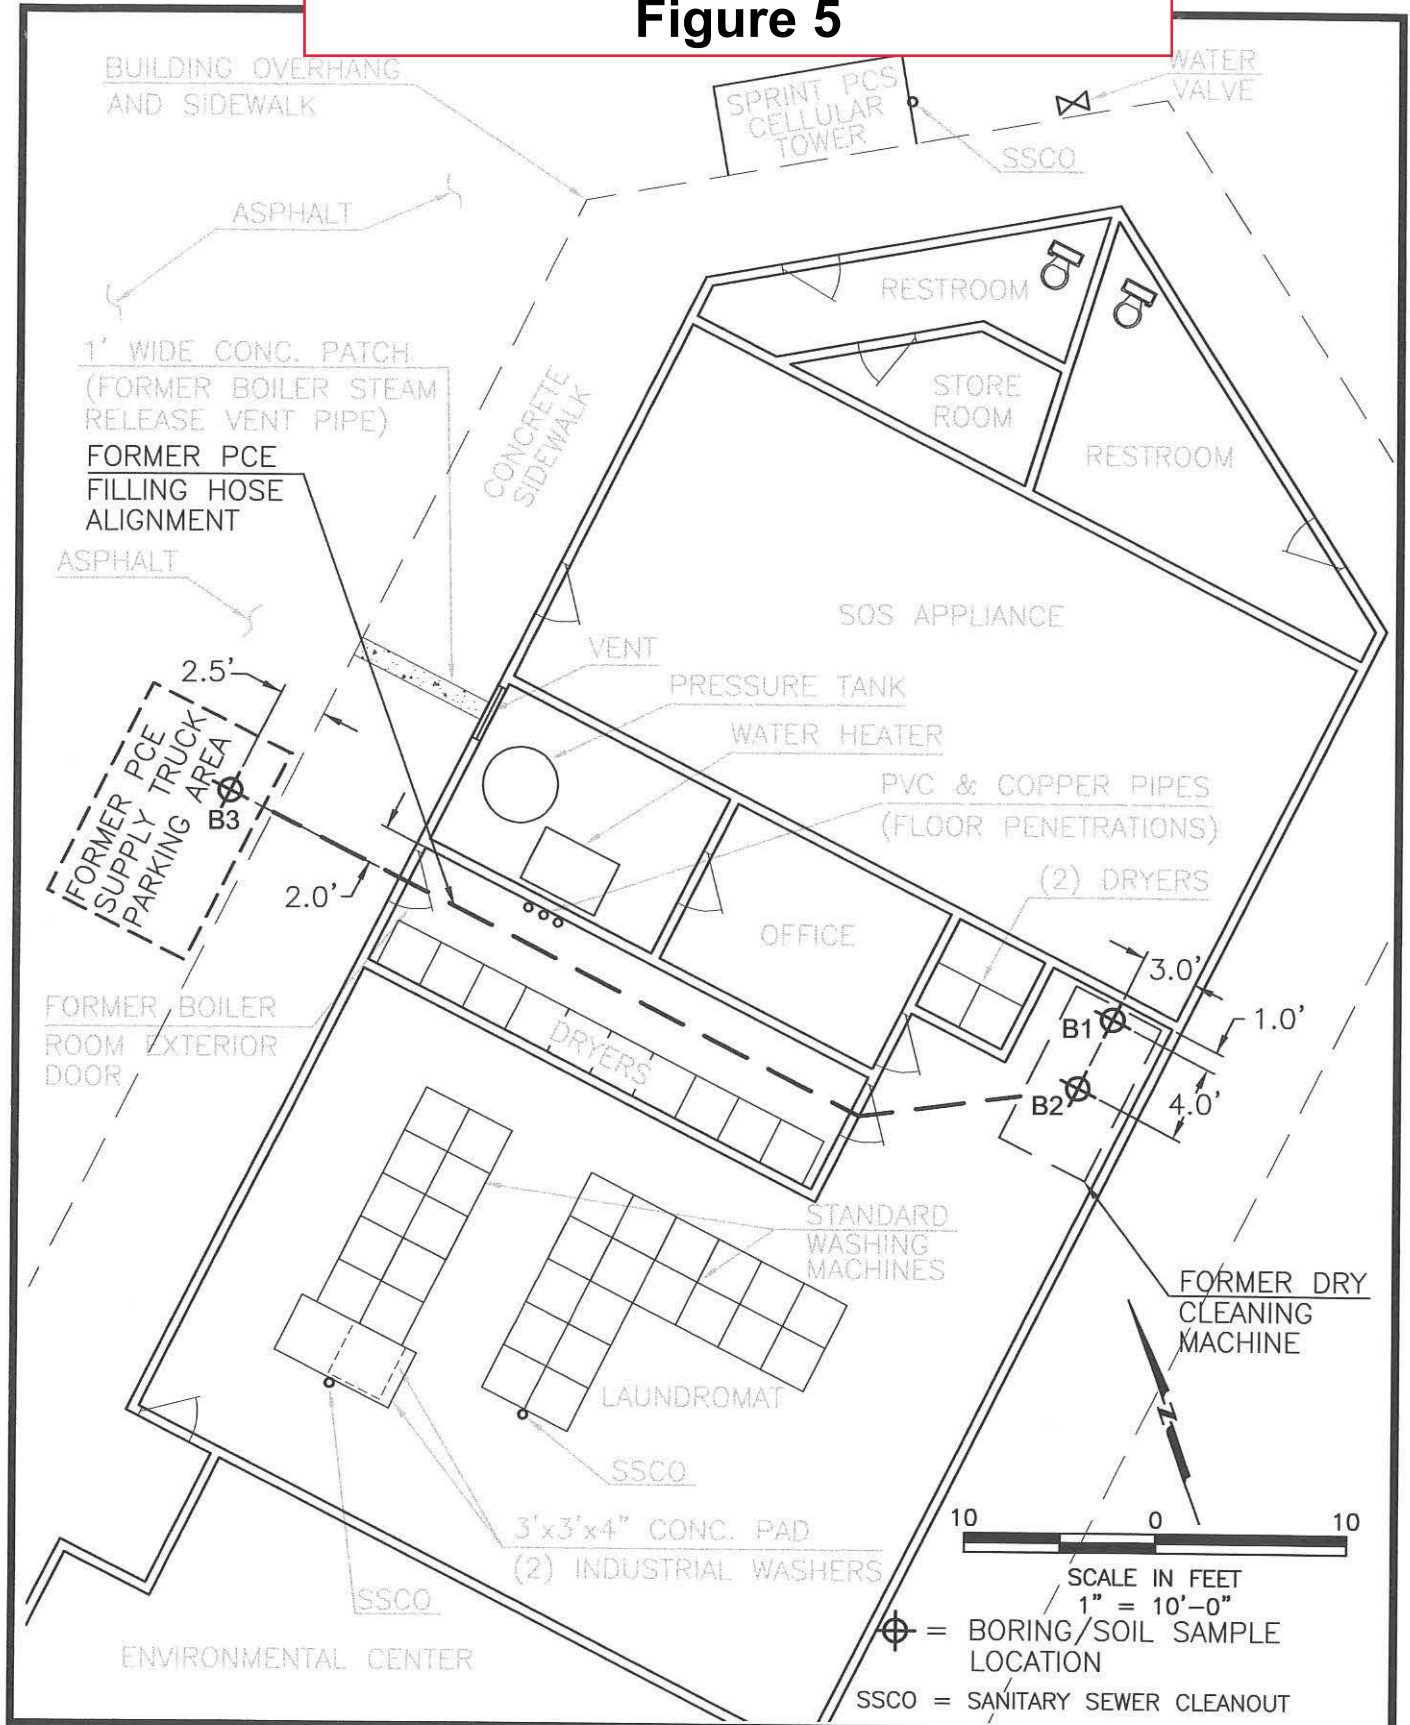 Figure 5
BUILDING OVERHANG
AND SIDEWALK
SPRINT PCS
CELLULAR
TOWER
WATER
VALVE
SSCO
ASPHALT
RESTROOM
1' WIDE CONC. PATCH
(FORMER BOILER STEAM
RELEASE VENT PIPE)
CONCRETE
SIDEWALK
STORE
ROOM
RESTROOM
FORMER PCE
FILLING HOSE
ALIGNMENT
ASPHALT
SOS APPLIANCE
VENT
2.5'
PRESSURE TANK
WATER HEATER
FORMER PCE
SUPPLY TRUCK
PARKING AREA
B3
PVC & COPPER PIPES
(FLOOR PENETRATIONS)
2.0'
(2) DRYERS
OFFICE
3.0'
FORMER BOILER
ROOM EXTERIOR
DOOR
DRYERS
B1
1.0'
B2
4.0'
STANDARD
WASHING
MACHINES
FORMER DRY
CLEANING
MACHINE
LAUNDROMAT
N
SSCO
3'x3'x4" CONC. PAD
(2) INDUSTRIAL WASHERS
SSCO
10 0 10
SCALE IN FEET
1" = 10'-0"
= BORING/SOIL SAMPLE
LOCATION
ENVIRONMENTAL CENTER
SSCO = SANITARY SEWER CLEANOUT